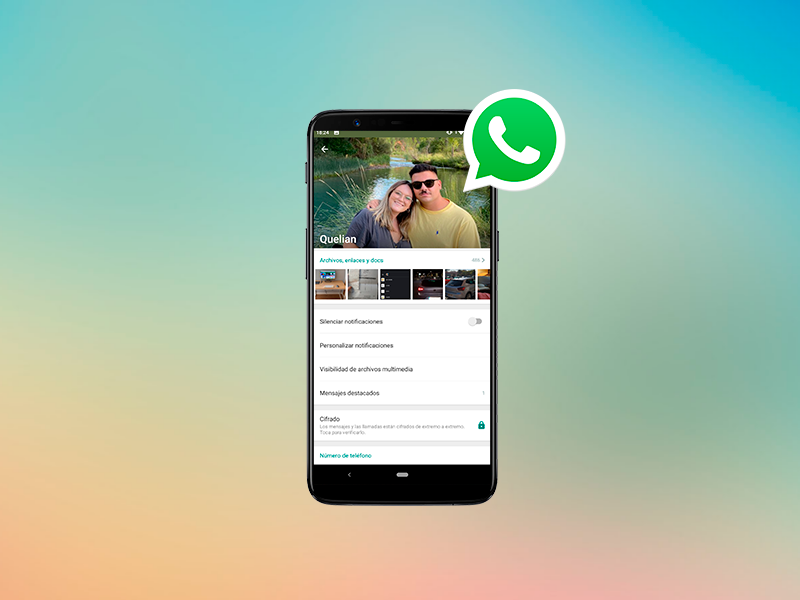 18:24
Quelian
Archivos, enlaces y docs
Silenciar notificaciones
Personalizar notificaciones
Visibilidad de archivos multimedia
Mensajes destacados
Cifrado
Los mensajes y las llamadas están cifrados de extremo a extremo.
Toca para verificarlo.
Número de teléfono